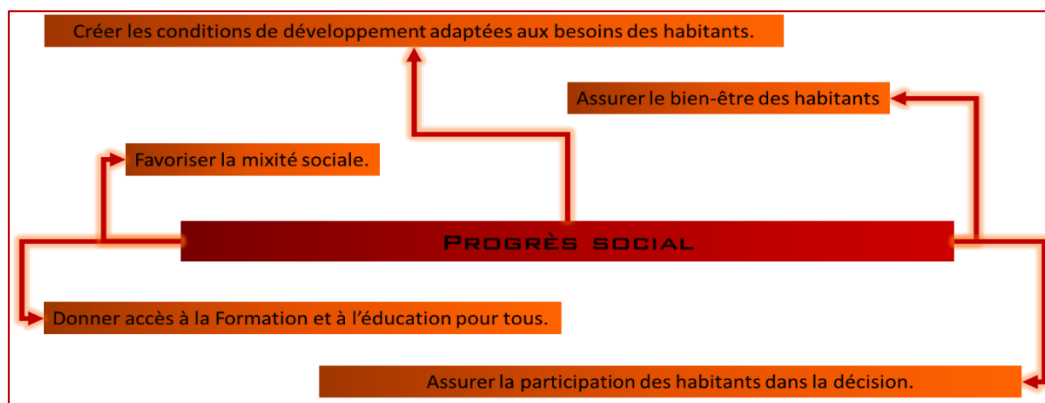 Créer les conditions de développement adaptées aux besoins des habitants.
Assurer le bien-être des habitants
Favoriser la mixité sociale.
PROGRÈS SOCIAL
Donner accès à la Formation et à l’éducation pour tous.
Assurer la participation des habitants dans la décision.